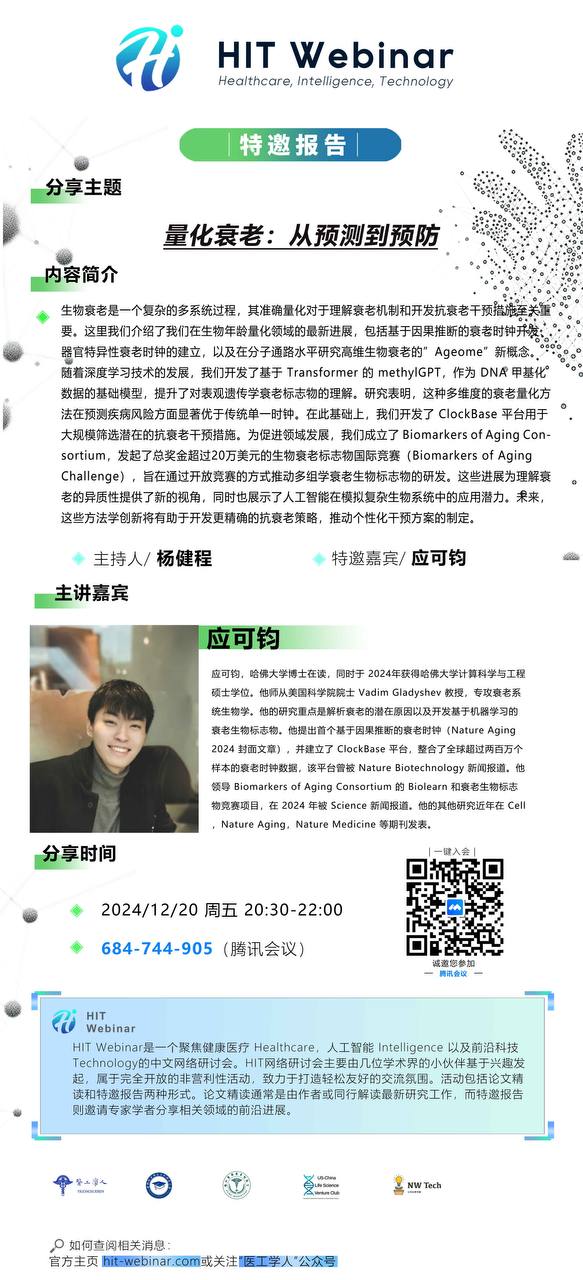 HIT Webinar
Healthcare, Intelligence, Technology
特邀报告
分享主题
量化衰老：从预测到预防
内容简介
生物衰老是一个复杂的多系统过程，其准确量化对于理解衰老机制和开发抗衰老干预措施至关重
要。这里我们介绍了我们在生物年龄量化领域的最新进展，包括基于因果推断的衰老时钟开发、
器官特异性衰老时钟的建立，以及在分子通路水平研究高维生物衰老的”Ageome”新概念。
随着深度学习技术的发展，我们开发了基于 Transformer 的 methylGPT，作为 DNA 甲基化
数据的基础模型，提升了对表观遗传学衰老标志物的理解。研究表明，这种多维度的衰老量化方
法在预测疾病风险方面显著优于传统单一时钟。在此基础上，我们开发了 ClockBase 平台用于
大规模筛选潜在的抗衰老干预措施。为促进领域发展，我们成立了 Biomarkers of Aging Con-
sortium，发起了总奖金超过20万美元的生物衰老标志物国际竞赛（Biomarkers of Aging
Challenge），旨在通过开放竞赛的方式推动多组学衰老生物标志物的研发。这些进展为理解衰
老的异质性提供了新的视角，同时也展示了人工智能在模拟复杂生物系统中的应用潜力。未来，
这些方法学创新将有助于开发更精确的抗衰老策略，推动个性化干预方案的制定。
主持人/ 杨健程
特邀嘉宾/ 应可钧
主讲嘉宾
应可钧
应可钧，哈佛大学博士在读，同时于 2024年获得哈佛大学计算科学与工程
硕士学位。他师从美国科学院院士 Vadim Gladyshev 教授，专攻衰老系
统生物学。他的研究重点是解析衰老的潜在原因以及开发基于机器学习的
衰老生物标志物。他提出首个基于因果推断的衰老时钟（Nature Aging
2024 封面文章），并建立了 ClockBase 平台，整合了全球超过两百万个
样本的衰老时钟数据，该平台曾被 Nature Biotechnology 新闻报道。他
领导 Biomarkers of Aging Consortium 的 Biolearn 和衰老生物标志
物竞赛项目，在 2024 年被 Science 新闻报道。他的其他研究近年在 Cell
，Nature Aging，Nature Medicine 等期刊发表。
分享时间
2024/12/20 周五 20:30-22:00
684-744-905（腾讯会议）
| 一键入会 |
诚邀您参加
腾讯会议
HIT
Webinar
HIT Webinar是一个聚焦健康医疗 Healthcare，人工智能 Intelligence 以及前沿科技
Technology的中文网络研讨会。HIT网络研讨会主要由几位学术界的小伙伴基于兴趣发
起，属于完全开放的非营利性活动，致力于打造轻松友好的交流氛围。活动包括论文精
读和特邀报告两种形式。论文精读通常是由作者或同行解读最新研究工作，而特邀报告
则邀请专家学者分享相关领域的前沿进展。
医工学人
US-China
Life Science
Venture Club
NW Tech
如何查阅相关消息：
官方主页 hit-webinar.com或关注“医工学人”公众号